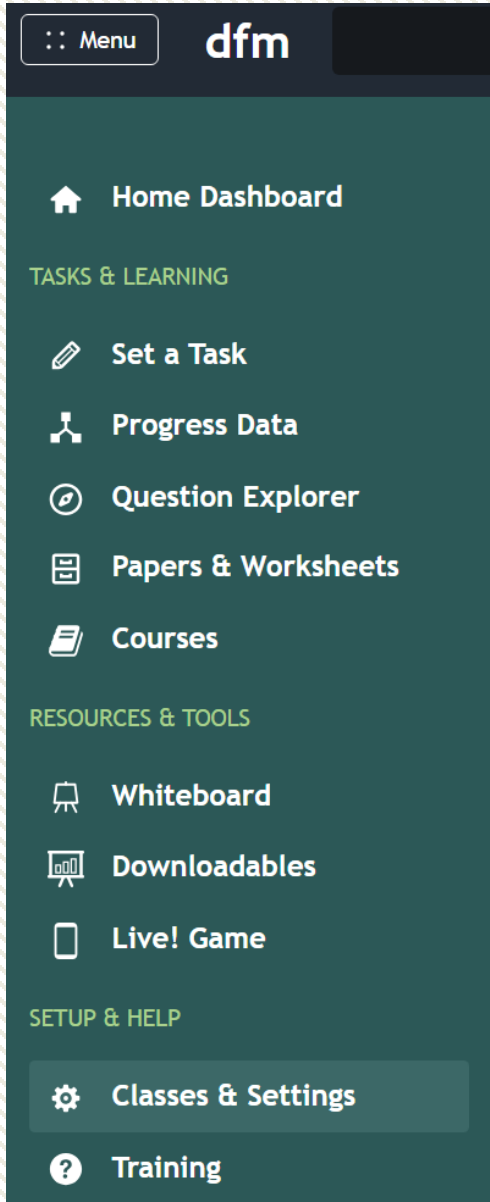 :: Menu
dfm
Home Dashboard
TASKS & LEARNING
Set a Task
Progress Data
Question Explorer
Papers & Worksheets
Courses
RESOURCES & TOOLS
Whiteboard
Downloadables
Live! Game
SETUP & HELP
Classes & Settings
? Training